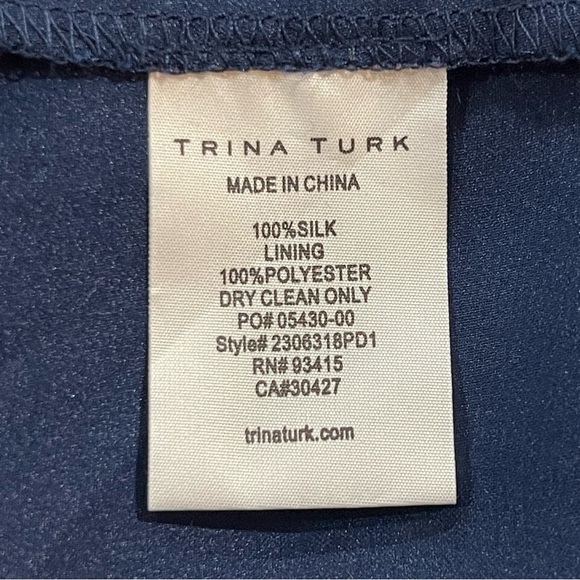 TRINA TURK
MADE IN CHINA
100%SILK
LINING
100%POLYESTER
DRY CLEAN ONLY
PO# 05430-00
Style# 2306318PD1
RN# 93415
CA#30427
trinaturk.com